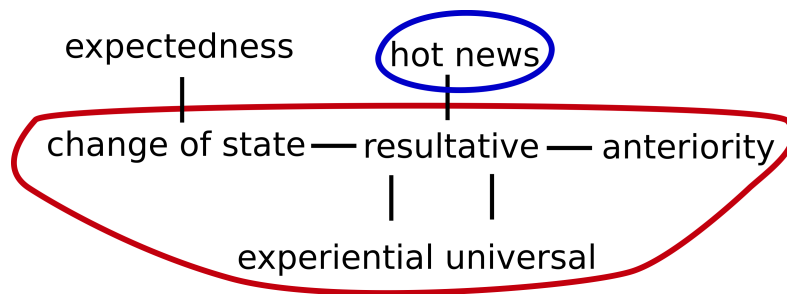 expectedness hot news
change of state resultative anteriority
experiential universal